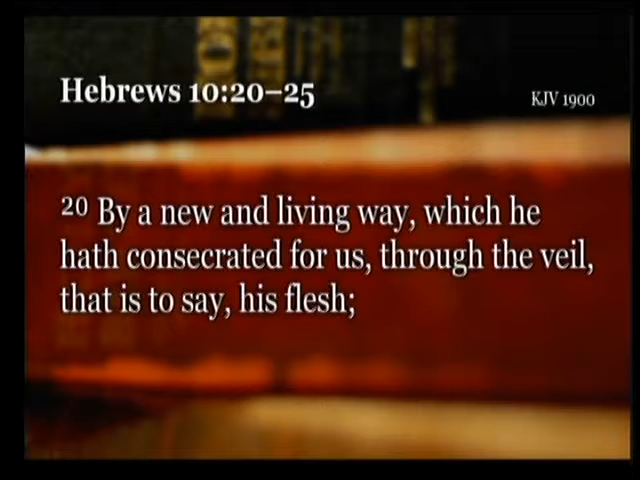 Hebrews 10:20–25
KJV 1900
20 By a new and living way, which he
hath consecrated for us, through the veil,
that is to say, his flesh;